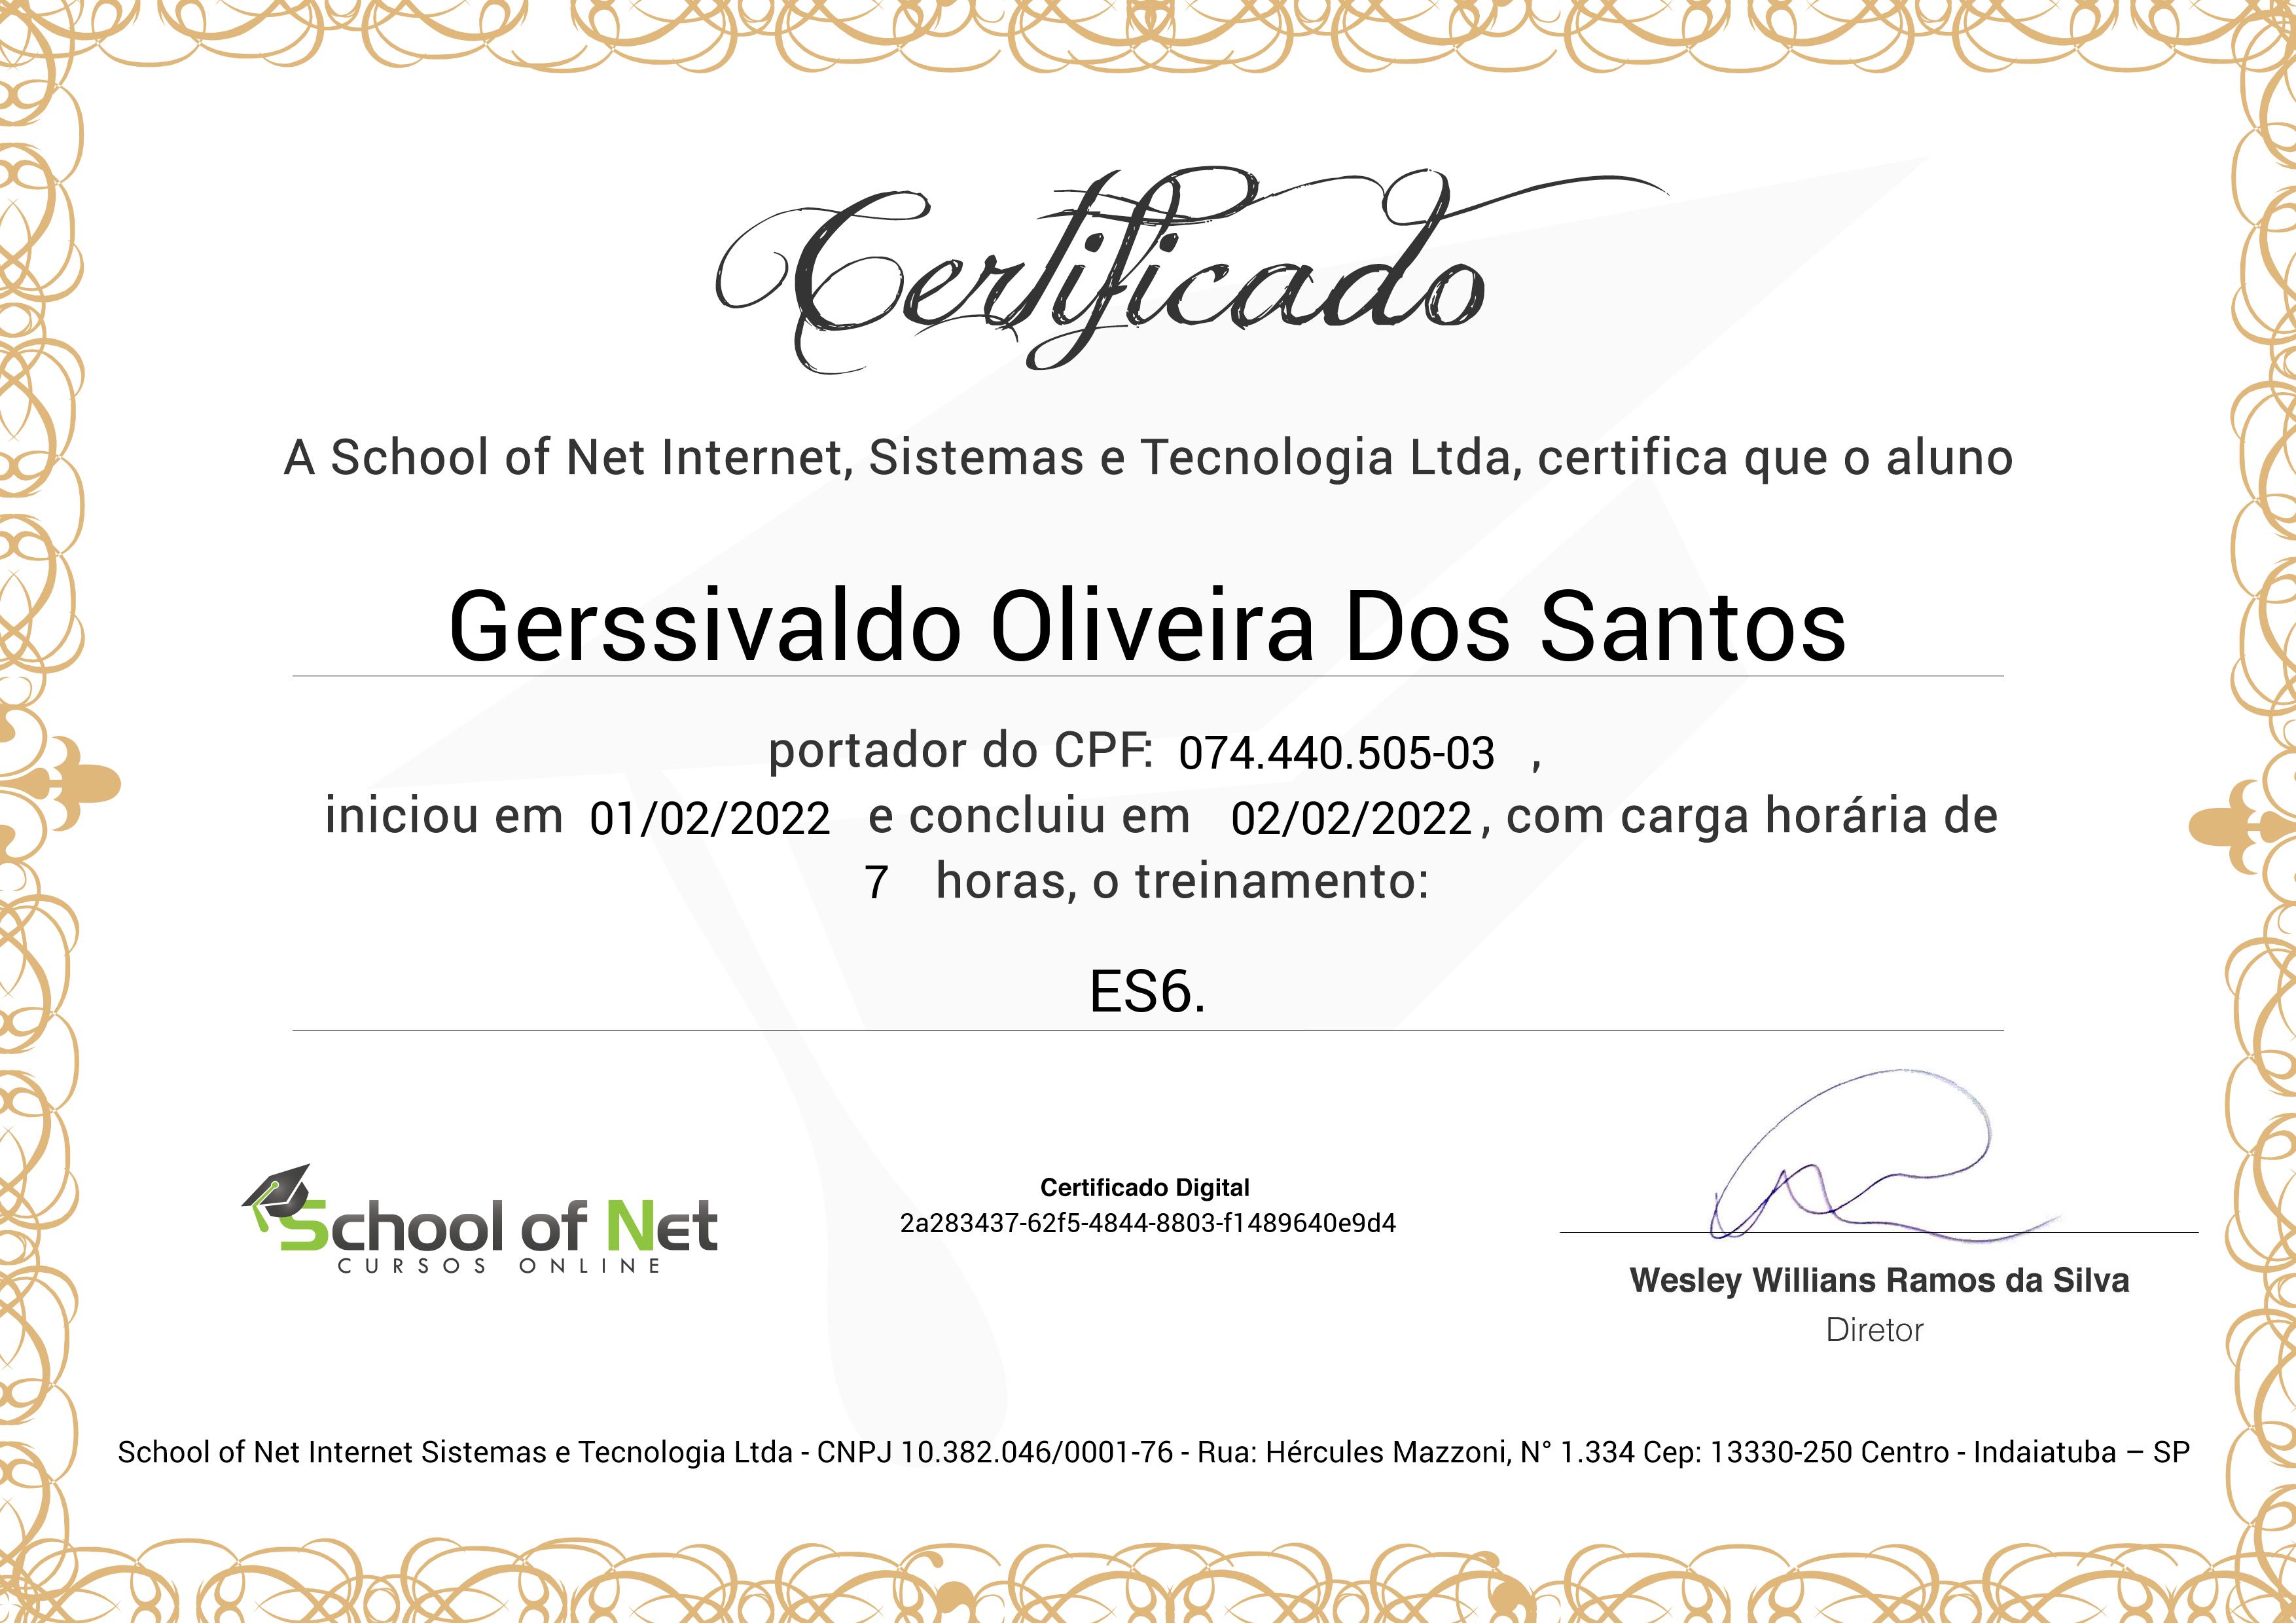 Certificado
A School of Net Internet, Sistemas e Tecnologia Ltda, certifica que o aluno
Gerssivaldo Oliveira Dos Santos
portador do CPF: 074.440.505-03 ,
iniciou em 01/02/2022 e concluiu em 02/02/2022, com carga horária de
7 horas, o treinamento:
ES6.
School of Net
CURSOS ONLINE
Certificado Digital
2a283437-62f5-4844-8803-f1489640e9d4
Wesley Willians Ramos da Silva
Diretor
School of Net Internet Sistemas e Tecnologia Ltda - CNPJ 10.382.046/0001-76 - Rua: Hércules Mazzoni, N° 1.334 Cep: 13330-250 Centro - Indaiatuba – SP